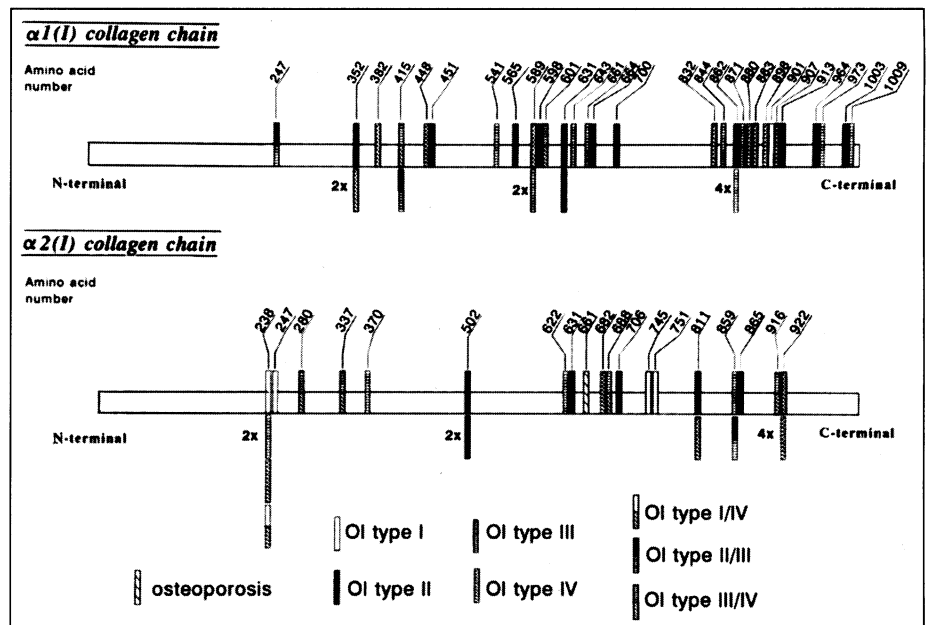 α1(I) collagen chain
Amino acid
number
247 352 382 415 448 451 541 565 589 598 601 631 643 664 700 832 844 862 871 880 883 898 901 907 913 964 973 1003 1009
N-terminal 2x 2x 4x C-terminal
α2(I) collagen chain
Amino acid
number
238 247 280 337 370 502 622 631 661 682 688 706 745 751 811 859 865 916 922
N-terminal 2x 2x 4x C-terminal
OI type I OI type III OI type I/IV
osteoporosis OI type II OI type IV OI type II/III
OI type III/IV